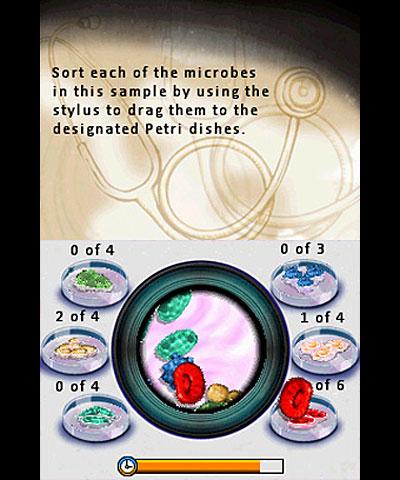 Sort each of the microbes
in this sample by using the
stylus to drag them to the
designated Petri dishes.
0 of 4
0 of 3
2 of 4
1 of 4
0 of 4
of 6